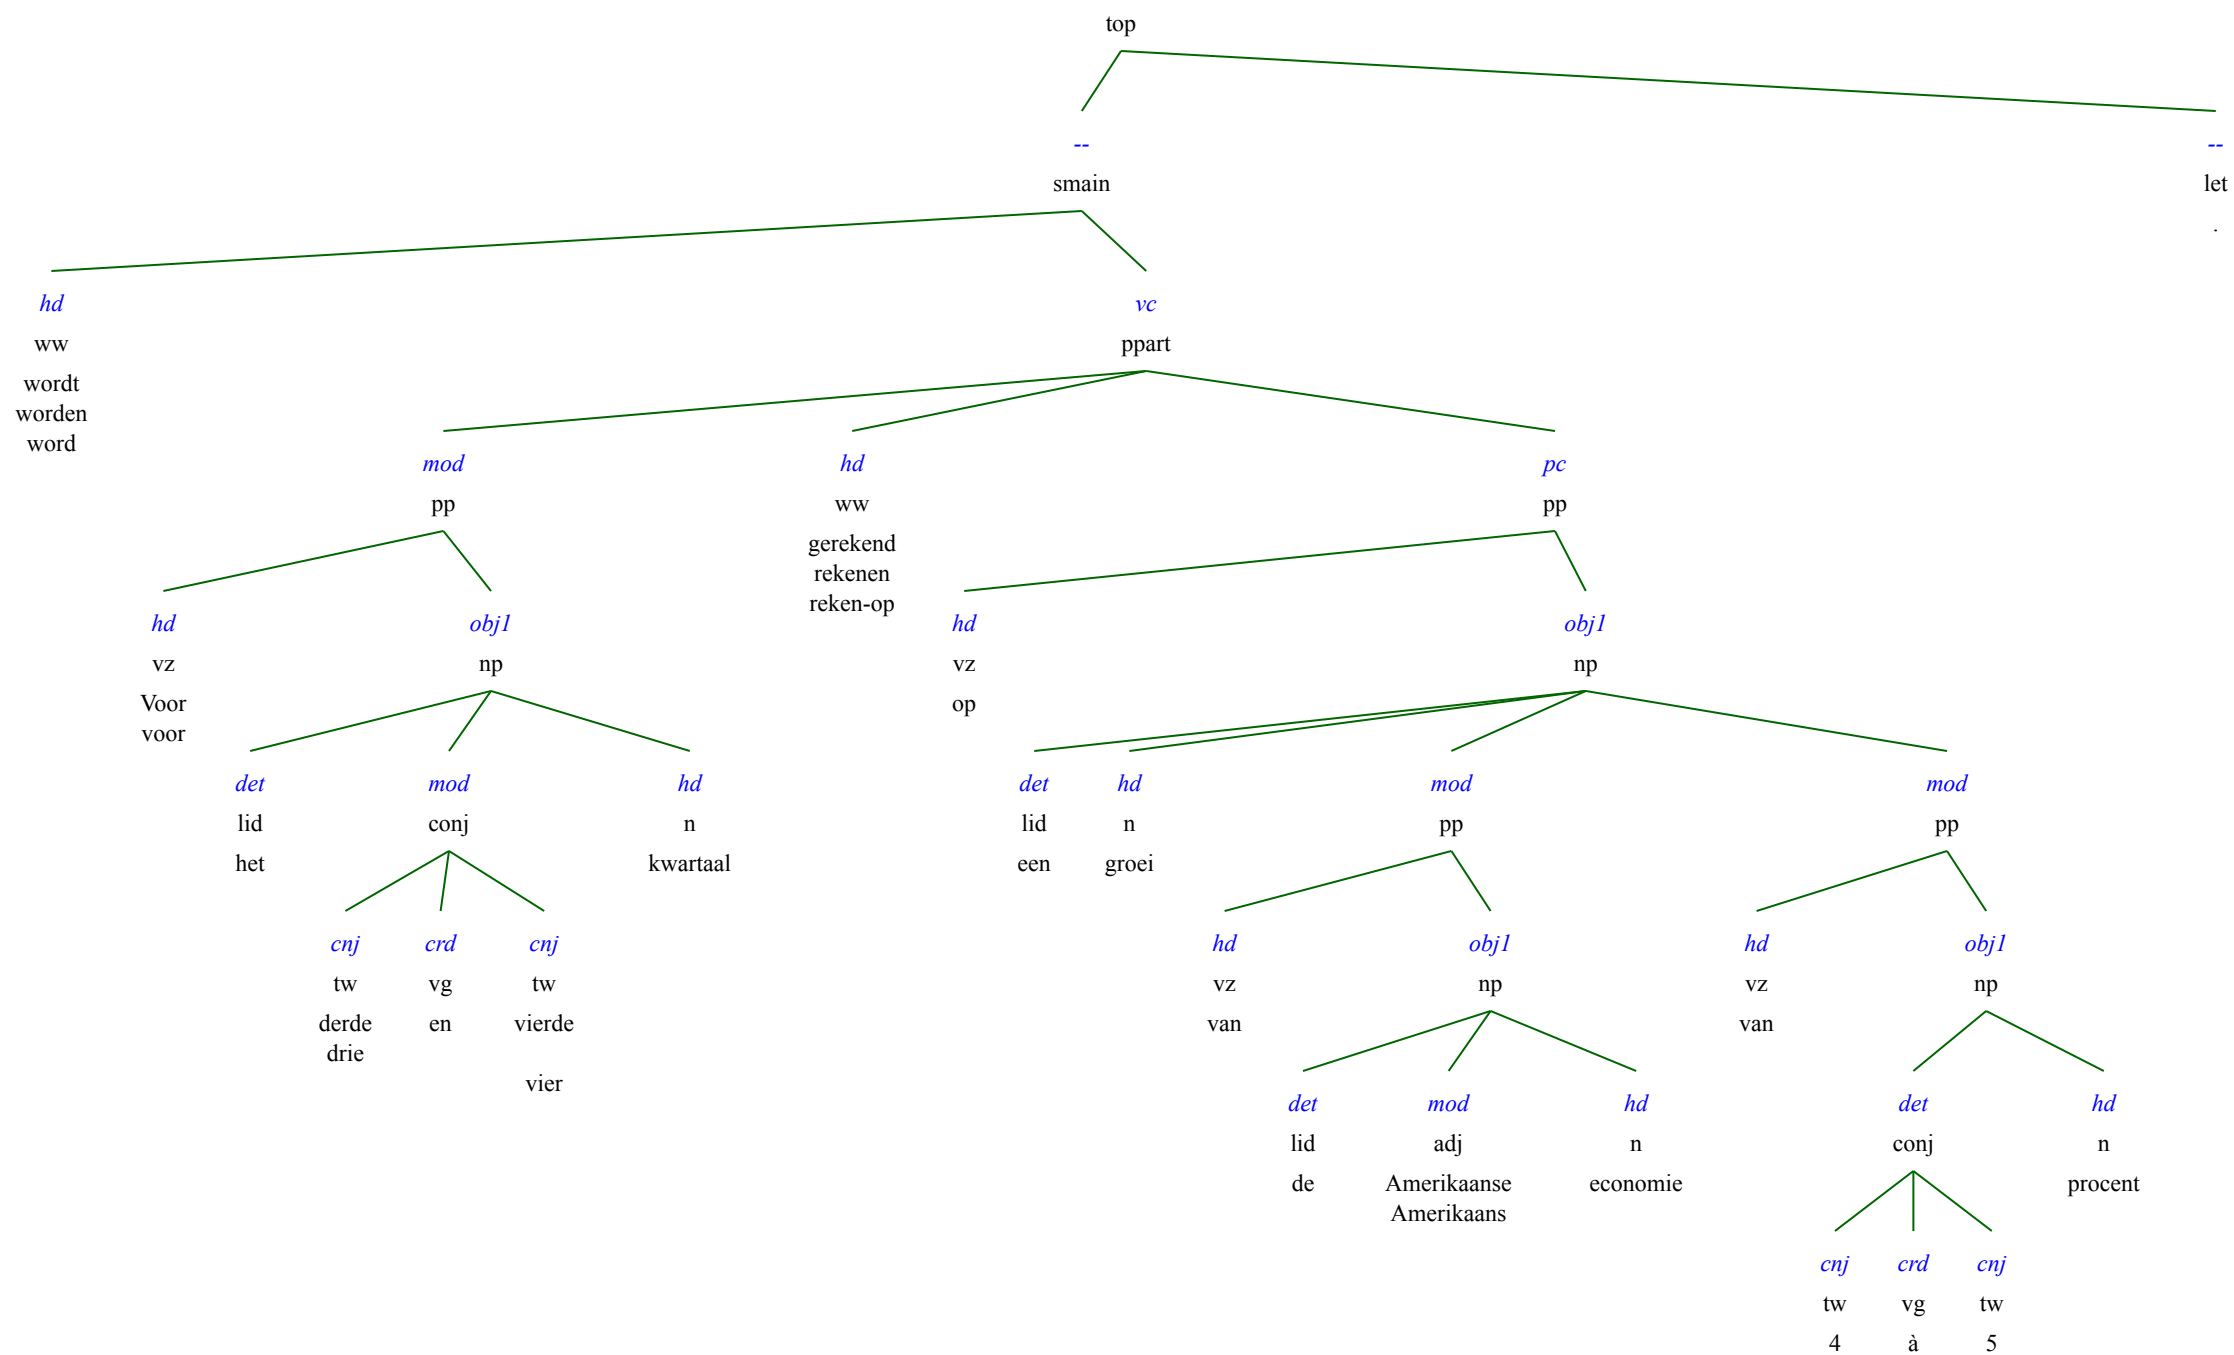 top
-- --
smain let
.
hd vc
ww ppart
wordt
worden
word
mod hd pc
pp ww pp
gerekend
rekenen
reken-op
hd obj1 hd obj1
vz np vz np
Voor op
voor
det mod hd det hd mod mod
lid conj n lid n pp pp
het kwartaal een groei
cnj crd cnj hd obj1 hd obj1
tw vg tw vz np vz np
derde en vierde van van
drie
vier
det mod hd det hd
lid adj n conj n
de Amerikaanse economie procent
Amerikaans
cnj crd cnj
tw vg tw
4 à 5